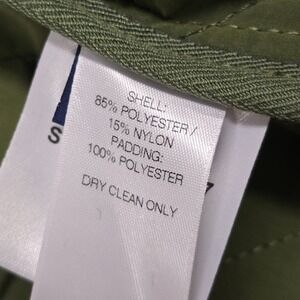 SHELL:
85% POLYESTER /
15% NYLON
PADDING:
100% POLYESTER
DRY CLEAN ONLY
S